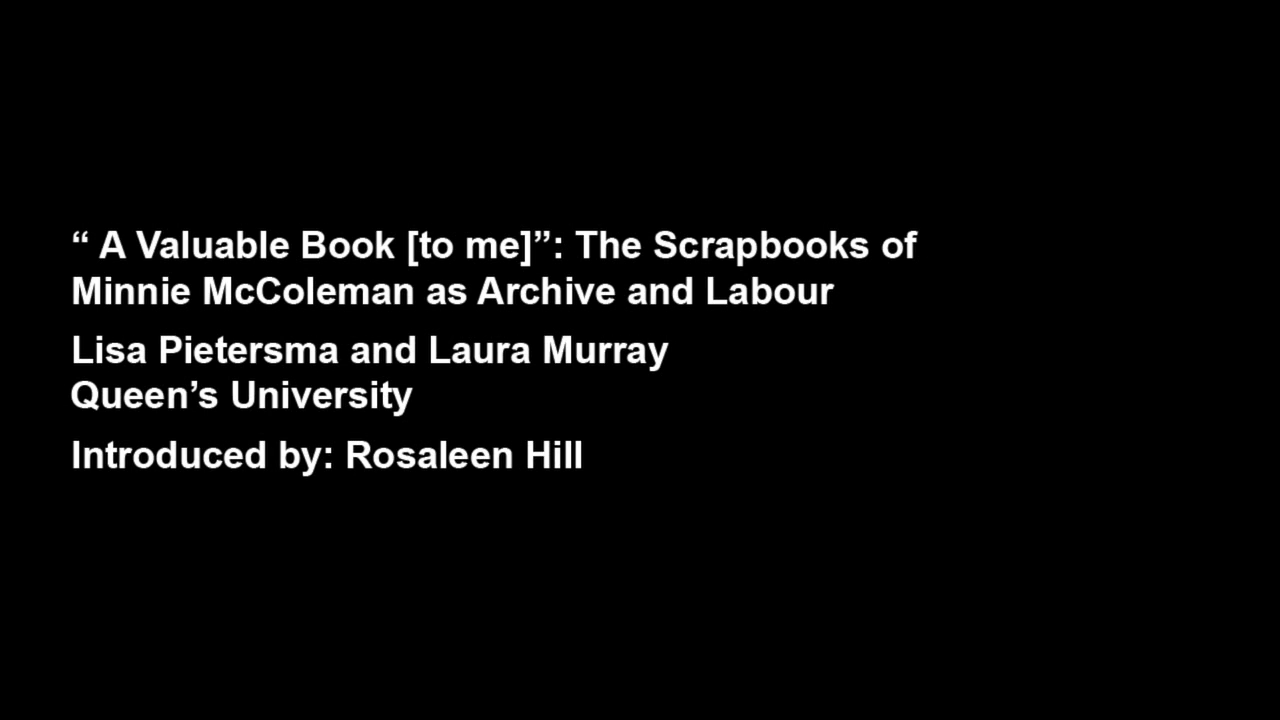 “ A Valuable Book [to me]”: The Scrapbooks of
Minnie McColeman as Archive and Labour
Lisa Pietersma and Laura Murray
Queen’s University
Introduced by: Rosaleen Hill